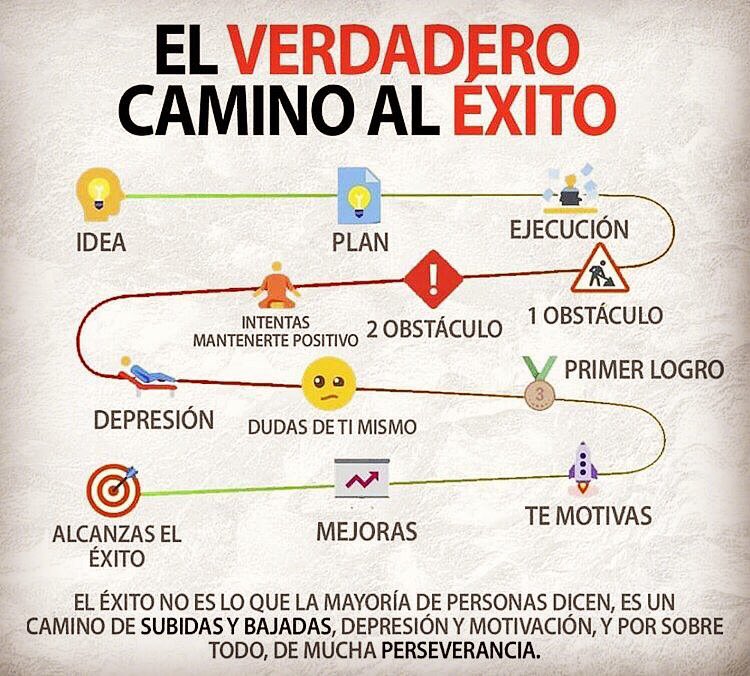 EL VERDADERO
CAMINO AL ÉXITO
IDEA
PLAN
EJECUCIÓN
1 OBSTÁCULO
2 OBSTÁCULO
INTENTAS
MANTENERTE POSITIVO
DEPRESIÓN
DUDAS DE TI MISMO
3
PRIMER LOGRO
TE MOTIVAS
MEJORAS
ALCANZAS EL
ÉXITO
EL ÉXITO NO ES LO QUE LA MAYORÍA DE PERSONAS DICEN, ES UN
CAMINO DE SUBIDAS Y BAJADAS, DEPRESIÓN Y MOTIVACIÓN, Y POR SOBRE
TODO, DE MUCHA PERSEVERANCIA.